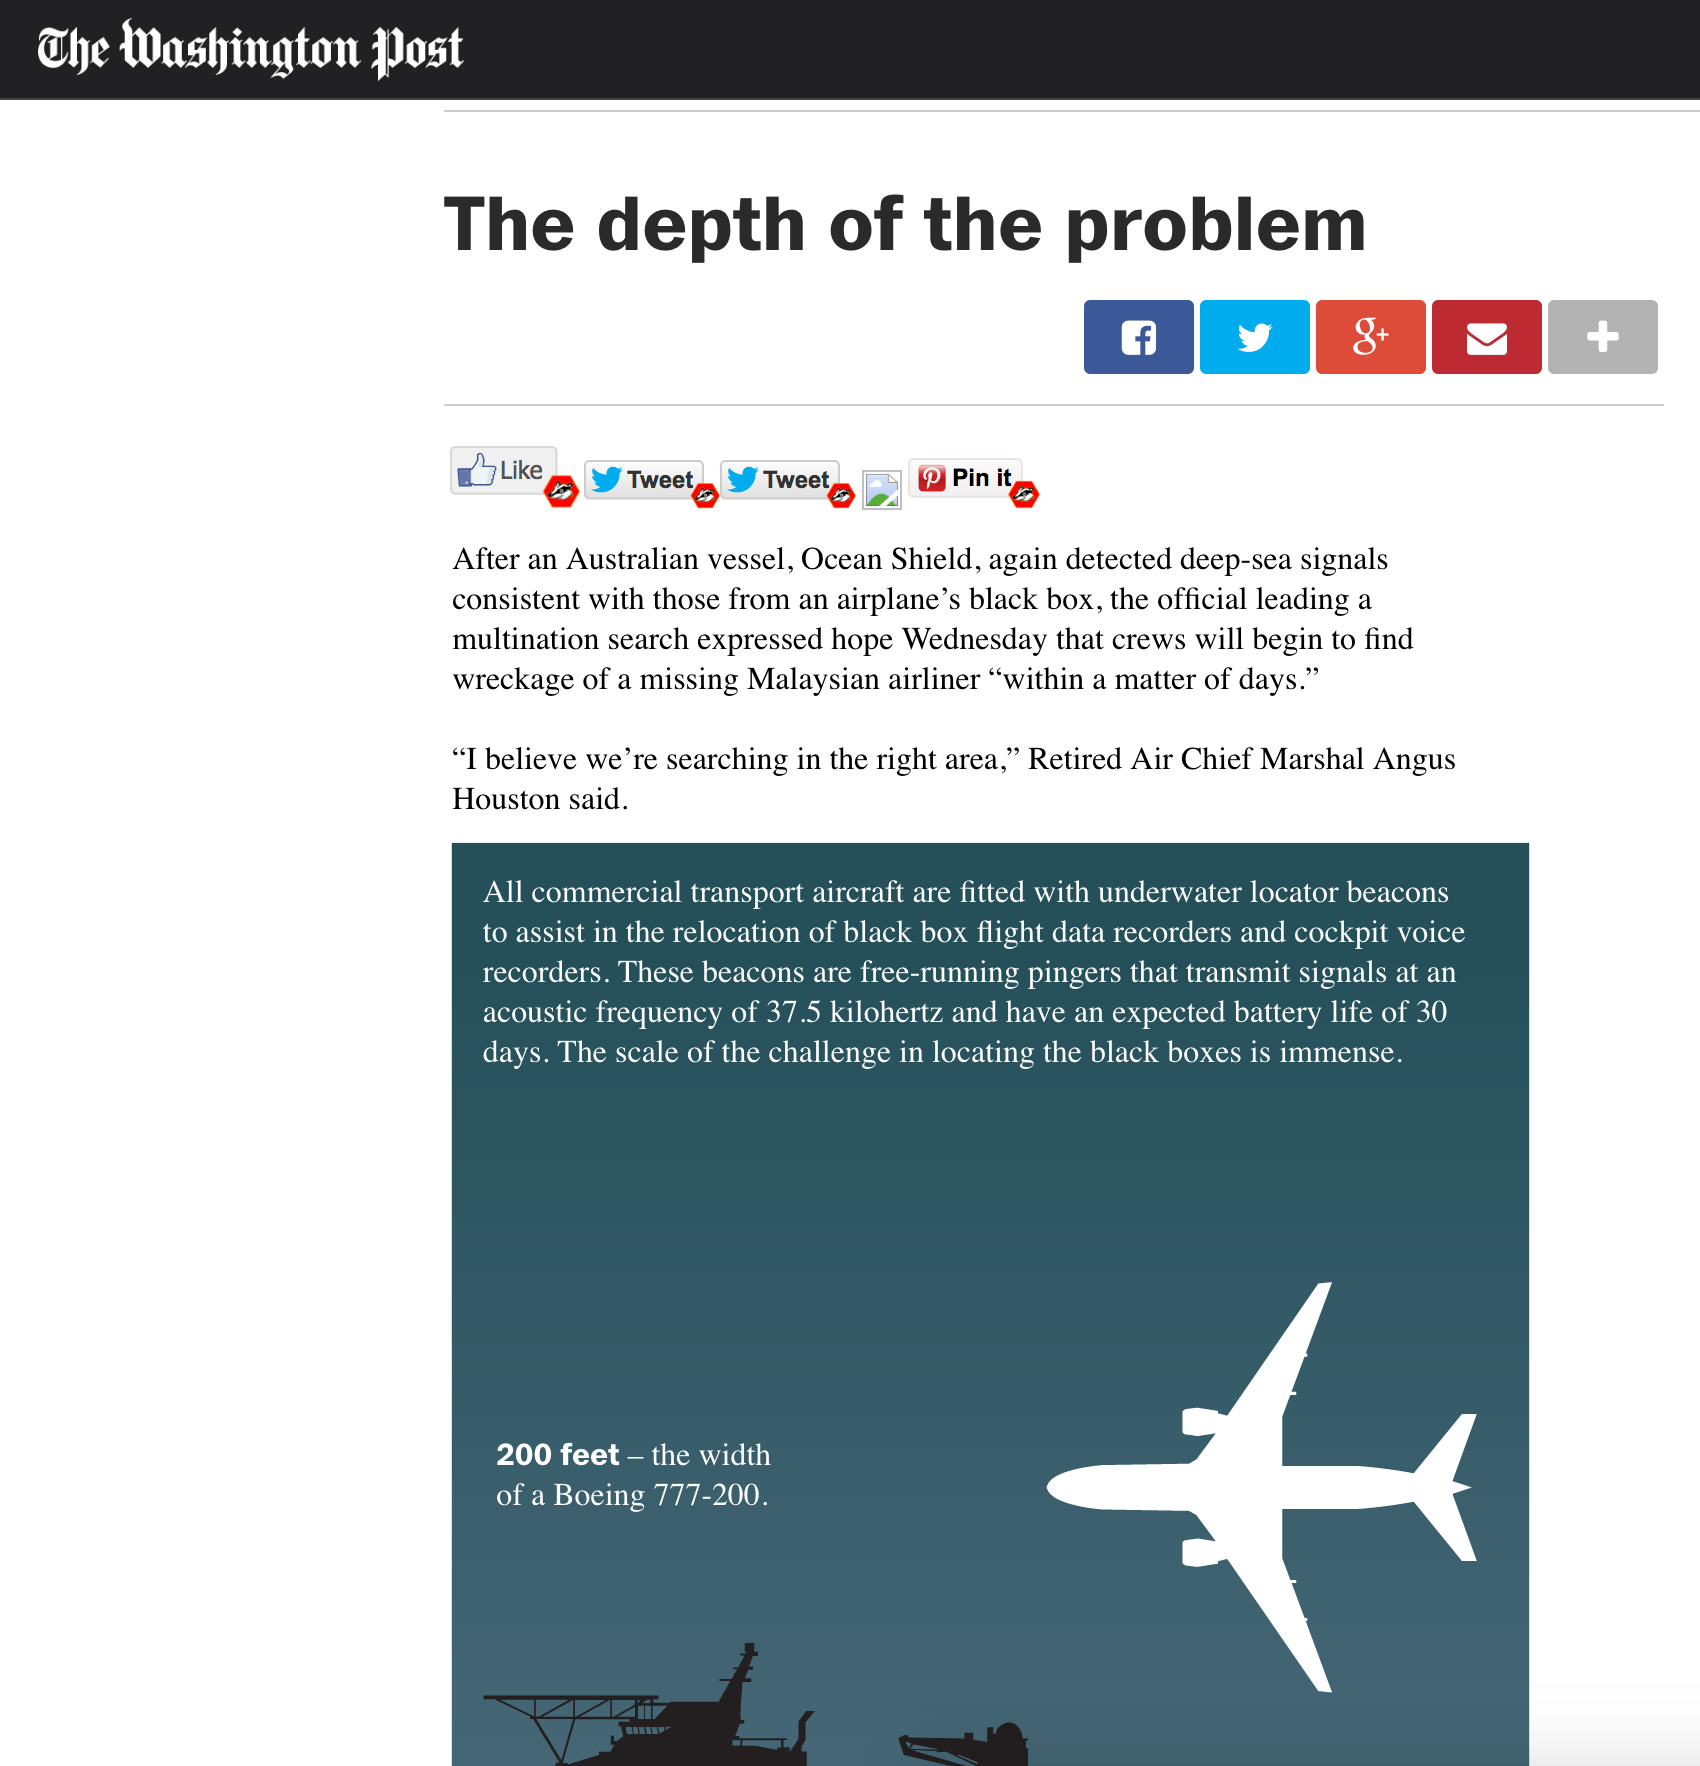 The Washington Post
The depth of the problem
g+
Like
Tweet
Tweet
Pin it
After an Australian vessel, Ocean Shield, again detected deep-sea signals
consistent with those from an airplane’s black box, the official leading a
multination search expressed hope Wednesday that crews will begin to find
wreckage of a missing Malaysian airliner “within a matter of days.”
“I believe we’re searching in the right area,” Retired Air Chief Marshal Angus
Houston said.
All commercial transport aircraft are fitted with underwater locator beacons
to assist in the relocation of black box flight data recorders and cockpit voice
recorders. These beacons are free-running pingers that transmit signals at an
acoustic frequency of 37.5 kilohertz and have an expected battery life of 30
days. The scale of the challenge in locating the black boxes is immense.
200 feet – the width
of a Boeing 777-200.